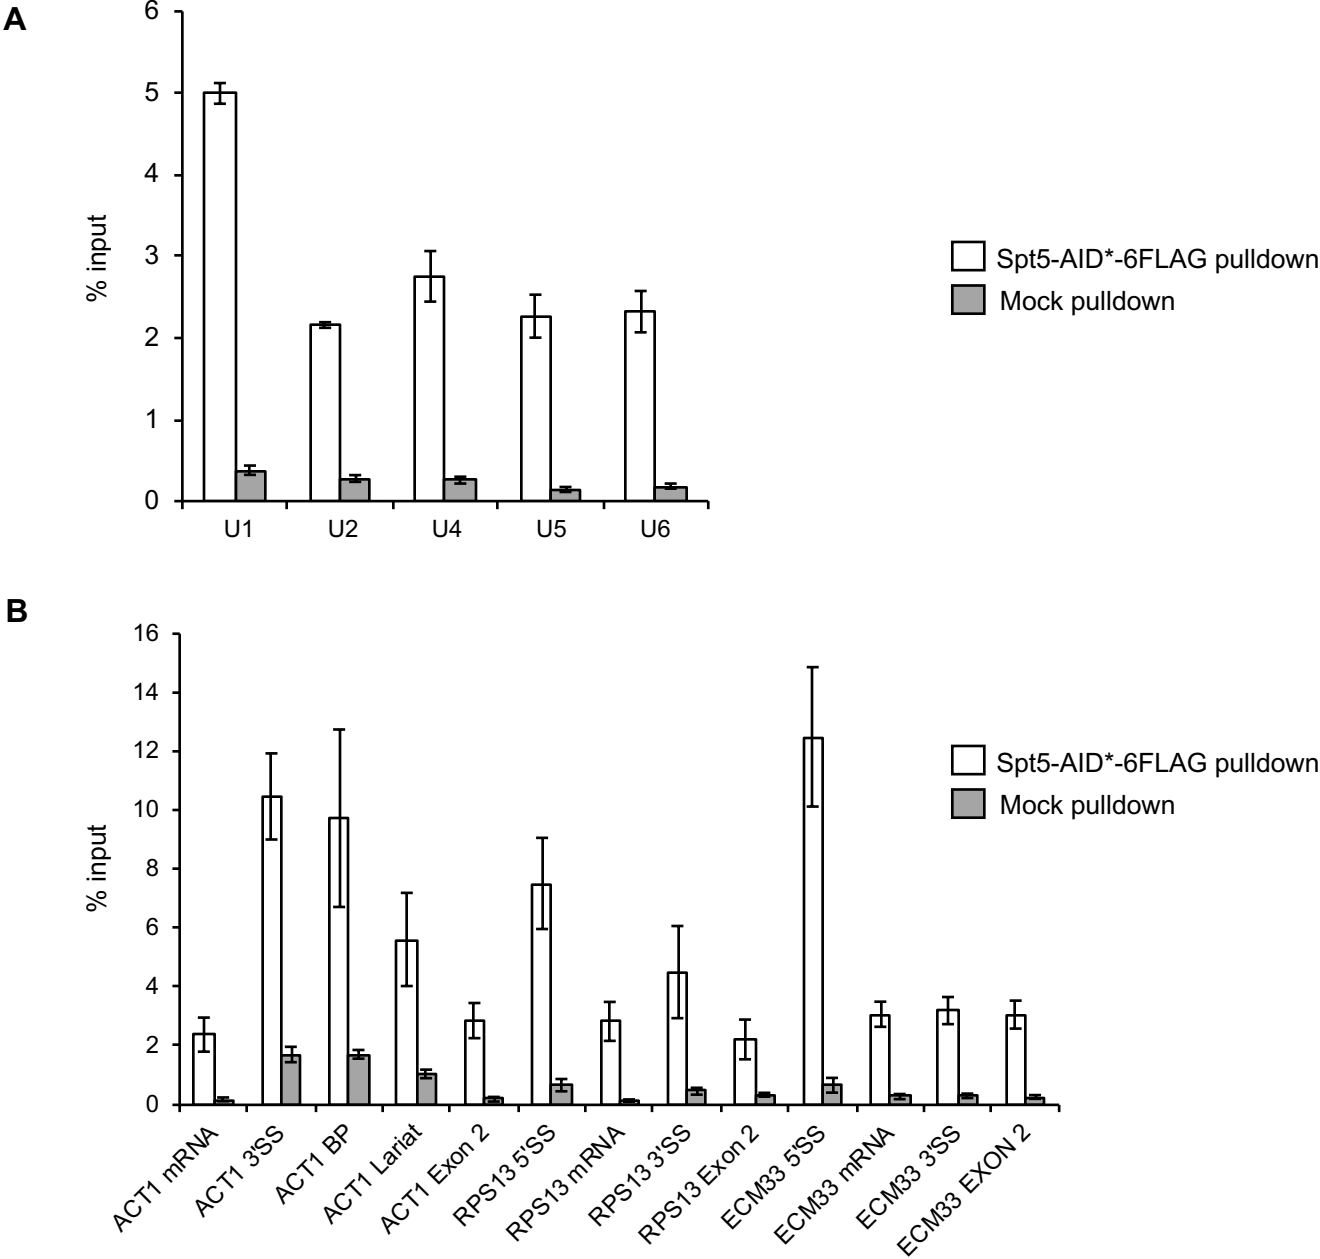 A
6
5
4
3
2
1
0
% input
U1 U2 U4 U5 U6
Spt5-AID*-6FLAG pulldown
Mock pulldown
B
16
14
12
10
8
6
4
2
0
% input
ACT1 mRNA
ACT1 3'SS
ACT1 BP
ACT1 Lariat
ACT1 Exon 2
RPS13 5'SS
RPS13 mRNA
RPS13 3'SS
RPS13 Exon 2
ECM33 5'SS
ECM33 mRNA
ECM33 3'SS
ECM33 EXON 2
Spt5-AID*-6FLAG pulldown
Mock pulldown